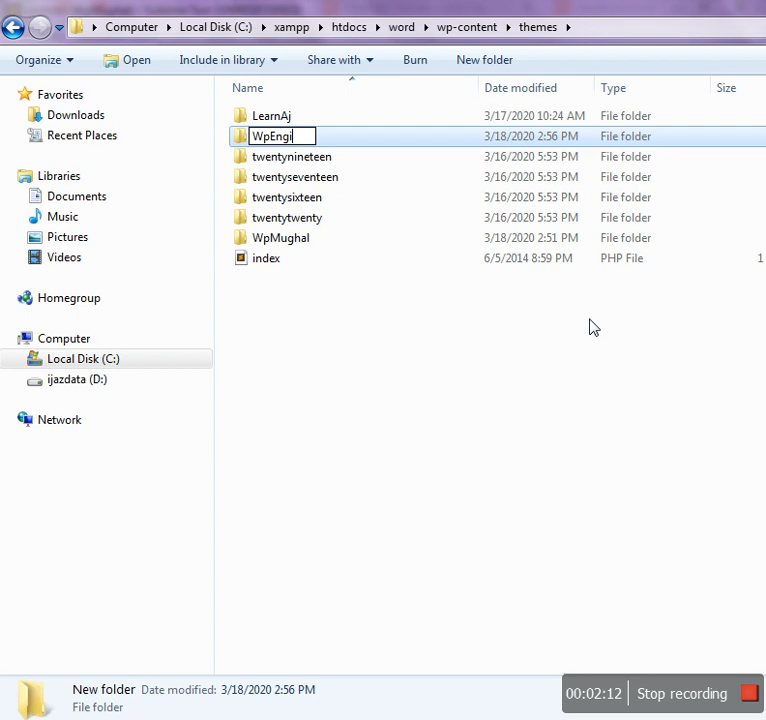 Computer Local Disk (C:) xampp htdocs word wp-content themes
Organize Open Include in library Share with Burn New folder
Name Date modified Type Size
Favorites
Downloads
Recent Places
Libraries
Documents
Music
Pictures
Videos
Homegroup
Computer
Local Disk (C:)
ijazdata (D:)
Network
LearnAj 3/17/2020 10:24 AM File folder
WpEngi 3/18/2020 2:56 PM File folder
twentynineteen 3/16/2020 5:53 PM File folder
twentyseventeen 3/16/2020 5:53 PM File folder
twentysixteen 3/16/2020 5:53 PM File folder
twentytwenty 3/16/2020 5:53 PM File folder
WpMughal 3/18/2020 2:51 PM File folder
index 6/5/2014 8:59 PM PHP File 1
New folder Date modified: 3/18/2020 2:56 PM
File folder
00:02:12 Stop recording